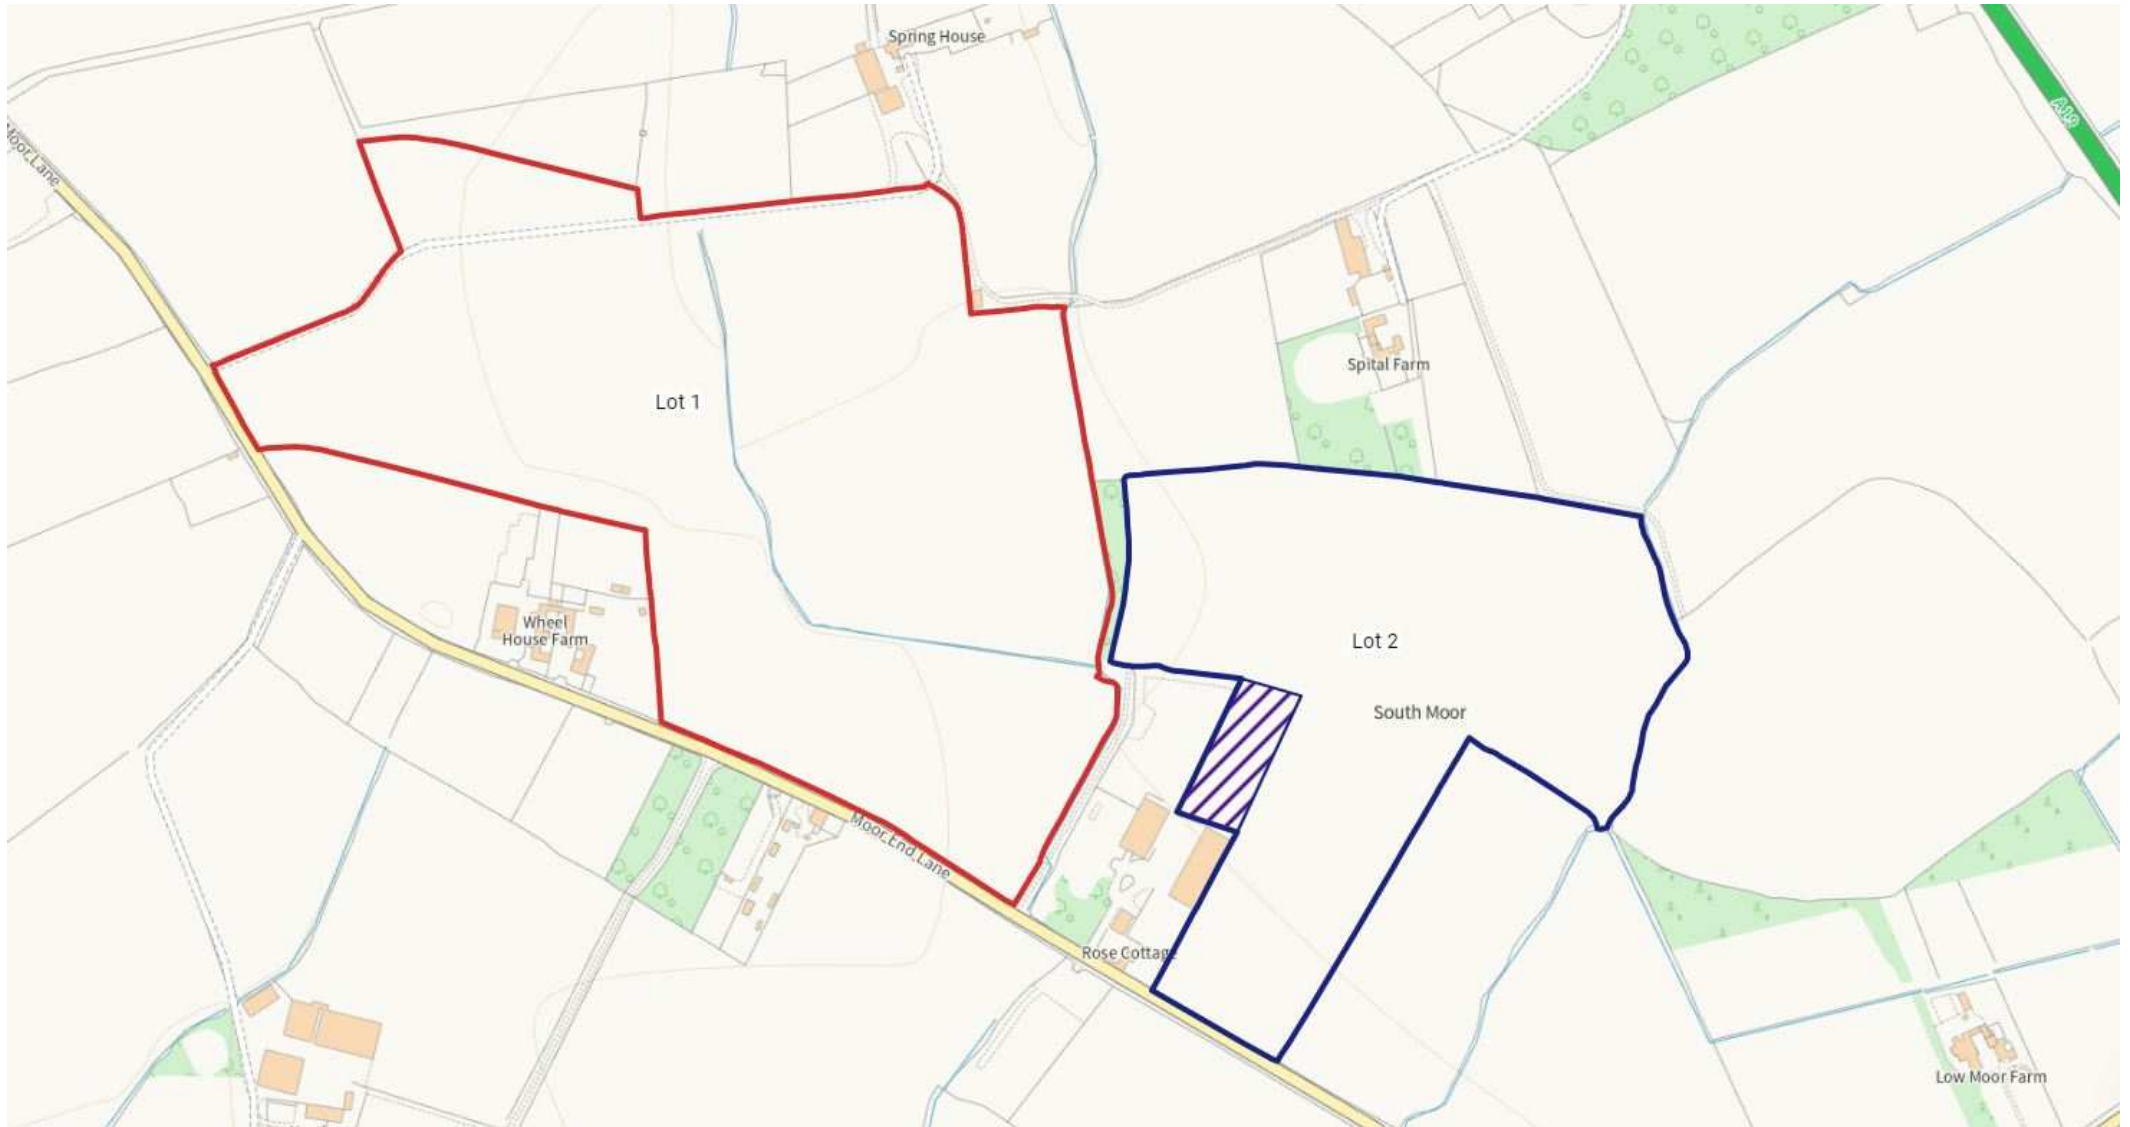 Spring House
A19
Moor Lane
Spital Farm
Lot 1
Wheel
House Farm
Lot 2
South Moor
Moor End Lane
Rose Cottage
Low Moor Farm